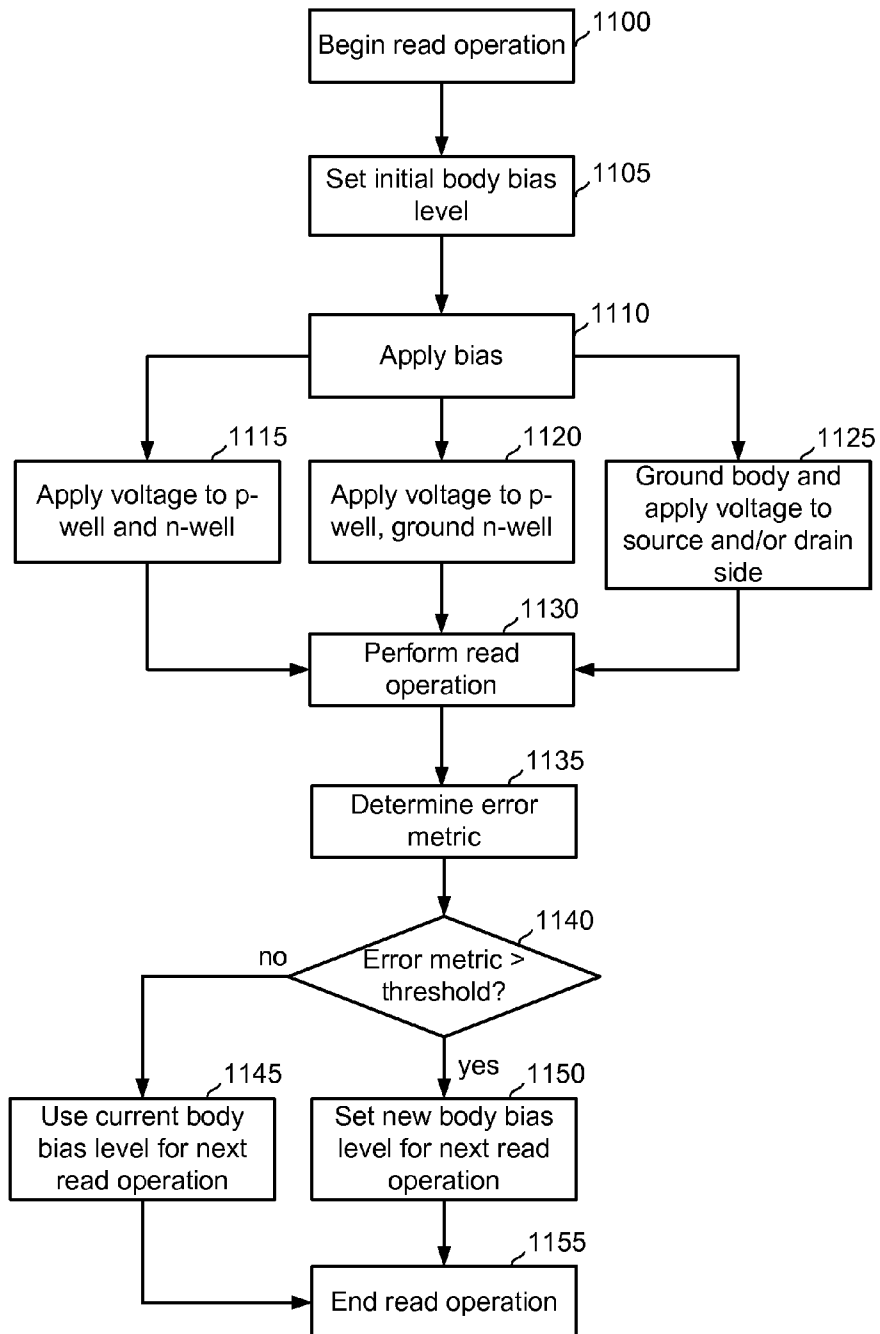 1100
Begin read operation
1105
Set initial body bias
level
1110
Apply bias
1115
Apply voltage to p-
well and n-well
1120
Apply voltage to p-
well, ground n-well
1125
Ground body and
apply voltage to
source and/or drain
side
1130
Perform read
operation
1135
Determine error
metric
1140
Error metric >
threshold?
no
yes
1145
Use current body
bias level for next
read operation
1150
Set new body bias
level for next read
operation
1155
End read operation